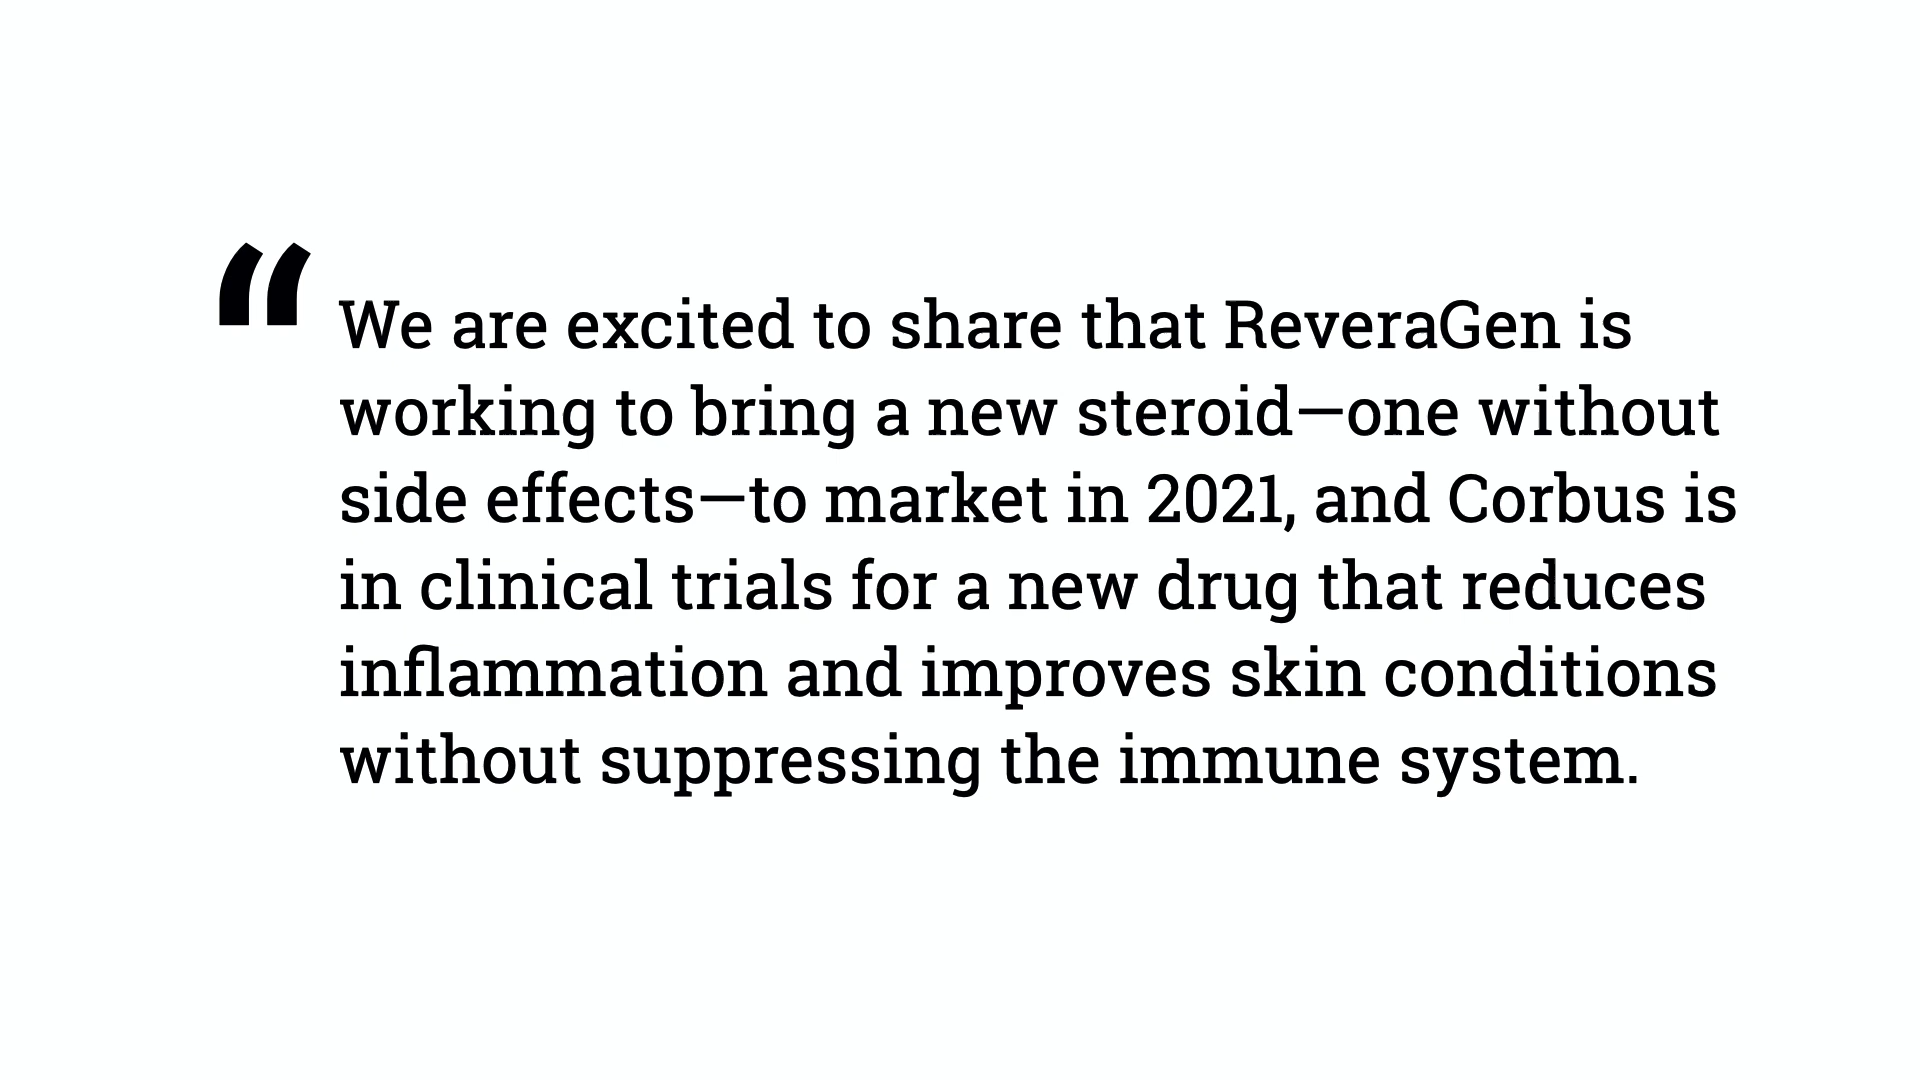 “We are excited to share that ReveraGen is
working to bring a new steroid—one without
side effects—to market in 2021, and Corbus is
in clinical trials for a new drug that reduces
inflammation and improves skin conditions
without suppressing the immune system.